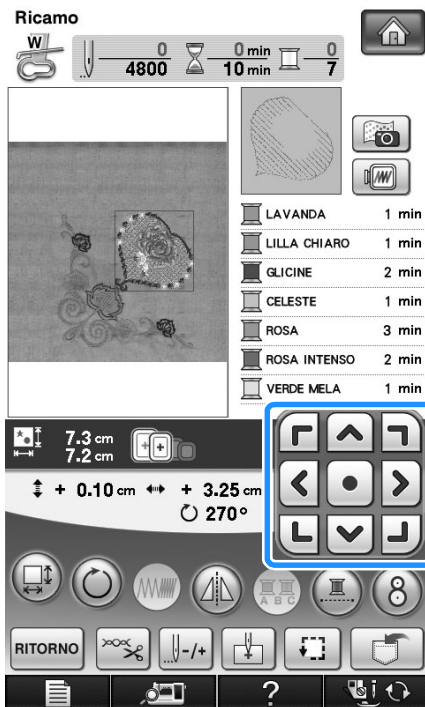 Ricamo
W
0 0 min 0
4800 10 min 7
LAVANDA 1 min
LILLA CHIARO 1 min
GLICINE 2 min
CELESTE 1 min
ROSA 3 min
ROSA INTENSO 2 min
VERDE MELA 1 min
7.3 cm
7.2 cm
+ 0.10 cm + 3.25 cm
270°
A B C
8
RITORNO -/+
?